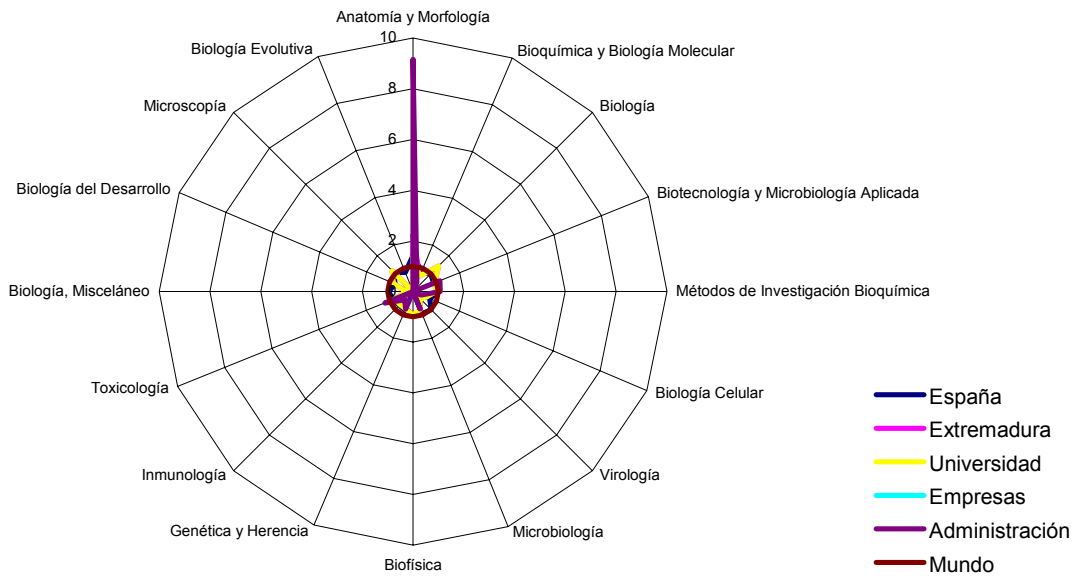 Anatomía y Morfología
10
Biología Evolutiva
Bioquímica y Biología Molecular
8
Microscopía
Biología
6
4
Biología del Desarrollo
Biotecnología y Microbiología Aplicada
2
Biología, Misceláneo
Métodos de Investigación Bioquímica
Toxicología
Biología Celular
España
Extremadura
Inmunología
Virología
Universidad
Empresas
Genética y Herencia
Microbiología
Administración
Biofísica
Mundo